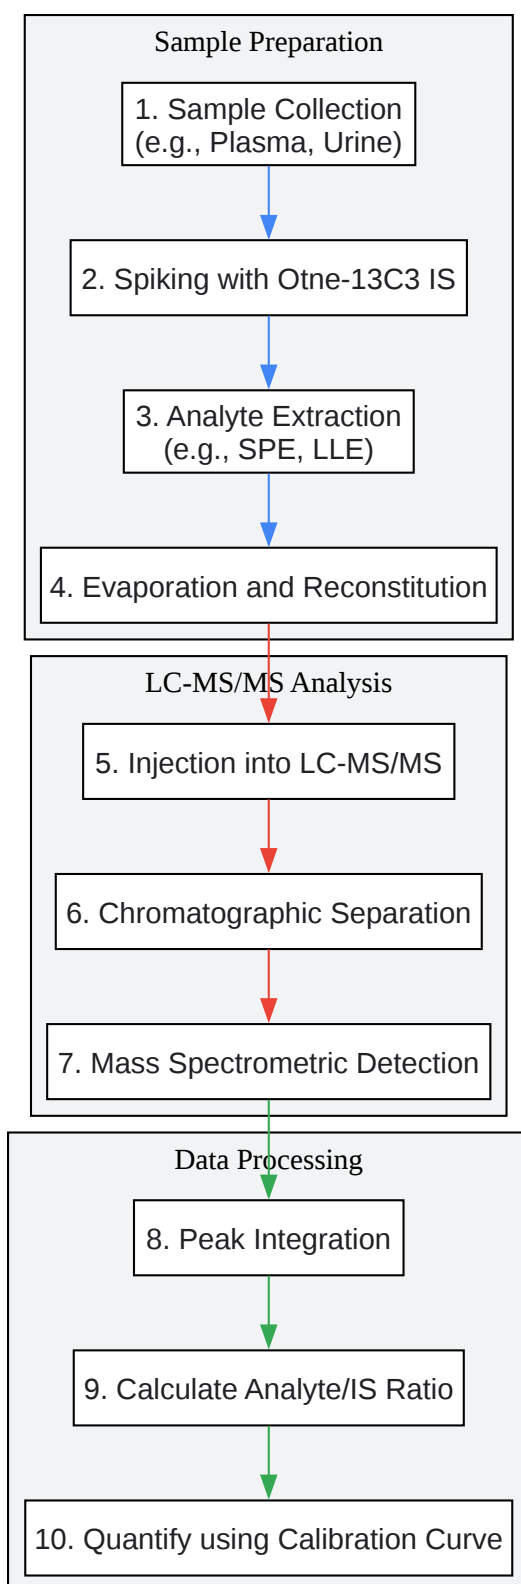 Sample Preparation
1. Sample Collection
(e.g., Plasma, Urine)
2. Spiking with Otne-13C3 IS
3. Analyte Extraction
(e.g., SPE, LLE)
4. Evaporation and Reconstitution
LC-MS/MS Analysis
5. Injection into LC-MS/MS
6. Chromatographic Separation
7. Mass Spectrometric Detection
Data Processing
8. Peak Integration
9. Calculate Analyte/IS Ratio
10. Quantify using Calibration Curve